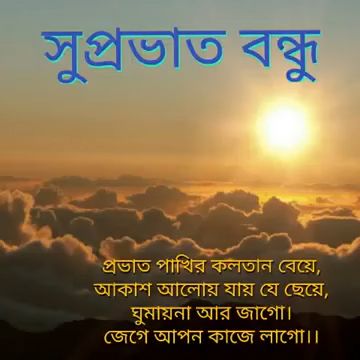 সুপ্রভাত বন্ধু
প্রভাত পাখির কলতান বেয়ে,
আকাশ আলোয় যায় যে ছেয়ে,
ঘুমায়না আর জাগো।
জেগে আপন কাজে লাগো।।